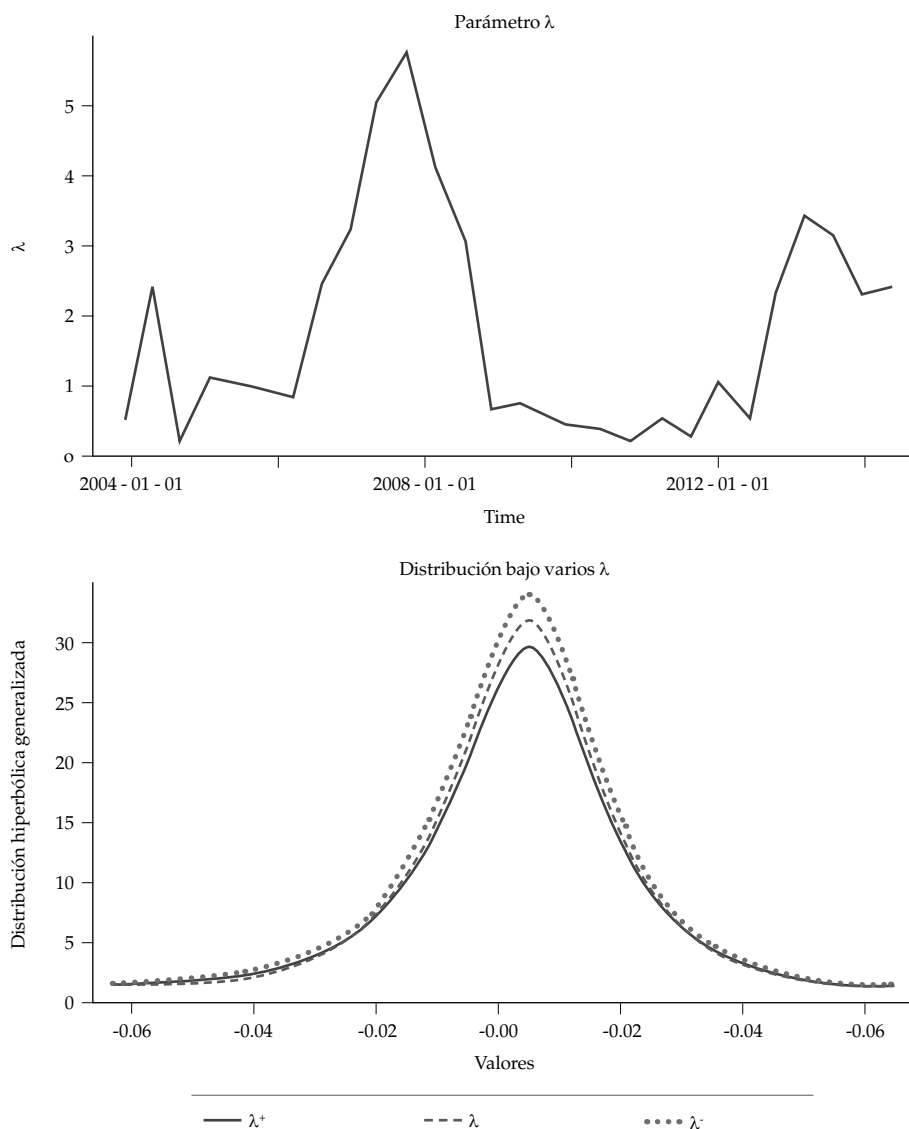 Parámetro λ
5
4
3
2
1
0
λ
2004 - 01 - 01
2008 - 01 - 01
2012 - 01 - 01
Time
Distribución bajo varios λ
30
25
20
15
10
5
0
Distribución hiperbólica generalizada
-0.06
-0.04
-0.02
-0.00
-0.02
-0.04
-0.06
Valores
λ⁺
λ
λ⁻